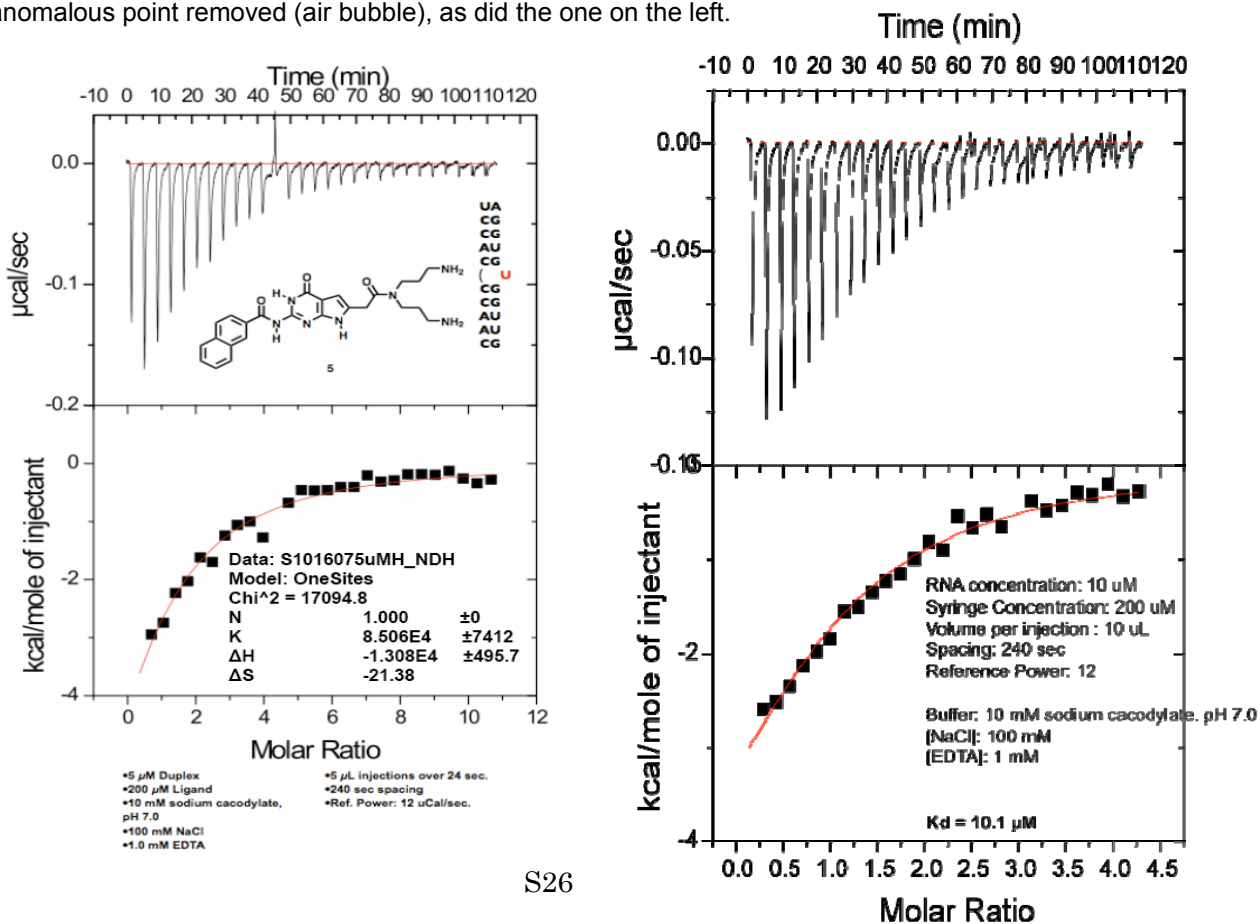 anomalous point removed (air bubble), as did the one on the left.
Time (min)
-10 0 10 20 30 40 50 60 70 80 90 100110120
0.0
-0.1
-0.2
µcal/sec
UA
CG
CG
AU
CG
( U
CG
CG
AU
AU
CG
O
H
N
O
N
H
N
N
H
O
N
NH₂
NH₂
5
0
-2
-4
kcal/mole of injectant
Data: S1016075uMH_NDH
Model: OneSites
Chi^2 = 17094.8
N 1.000 ±0
K 8.506E4 ±7412
ΔH -1.308E4 ±495.7
ΔS -21.38
0 2 4 6 8 10 12
Molar Ratio
•5 µM Duplex
•200 µM Ligand
•10 mM sodium cacodylate,
pH 7.0
•100 mM NaCl
•1.0 mM EDTA
•5 µL injections over 24 sec.
•240 sec spacing
•Ref. Power: 12 uCal/sec.
Time (min)
-10 0 10 20 30 40 50 60 70 80 90 100110120
0.00
-0.05
-0.10
-0.15
µcal/sec
-2
-4
kcal/mole of injectant
RNA concentration: 10 uM
Syringe Concentration: 200 uM
Volume per injection : 10 uL
Spacing: 240 sec
Reference Power: 12
Buffer: 10 mM sodium cacodylate. pH 7.0
[NaCl]: 100 mM
[EDTA]: 1 mM
Kd = 10.1 µM
0.0 0.5 1.0 1.5 2.0 2.5 3.0 3.5 4.0 4.5
Molar Ratio
S26